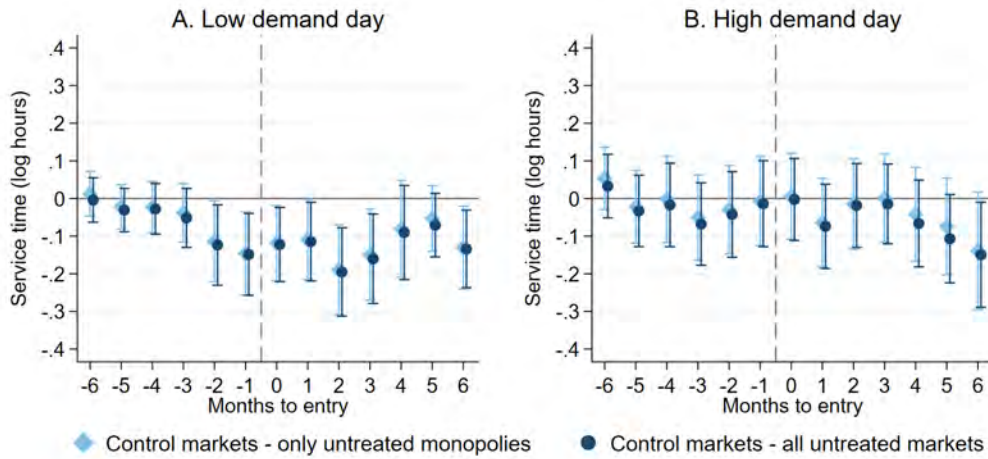 A. Low demand day
Service time (log hours)
.4
.3
.2
.1
0
-.1
-.2
-.3
-.4
-6 -5 -4 -3 -2 -1 0 1 2 3 4 5 6
Months to entry
B. High demand day
Service time (log hours)
.4
.3
.2
.1
0
-.1
-.2
-.3
-.4
-6 -5 -4 -3 -2 -1 0 1 2 3 4 5 6
Months to entry
Control markets - only untreated monopolies
Control markets - all untreated markets